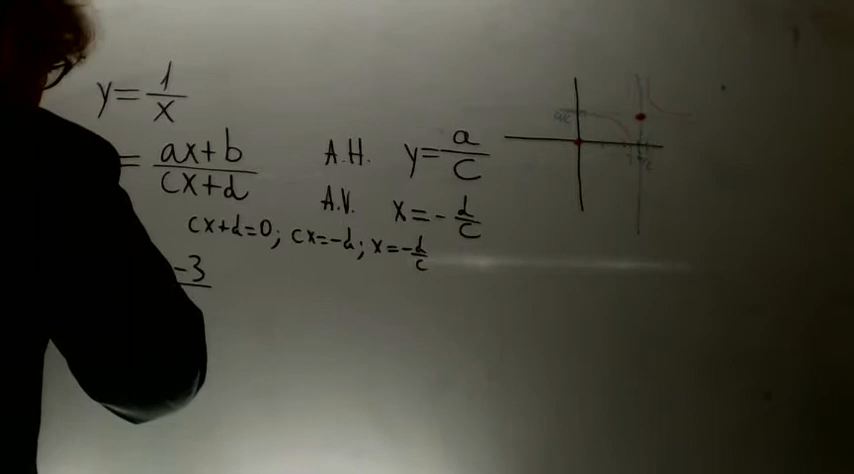 y = 1/x
= ax+b/cx+d
A.H. y = a/c
A.V. x = -d/c
cx+d=0; cx=-d; x=-d/c
-3